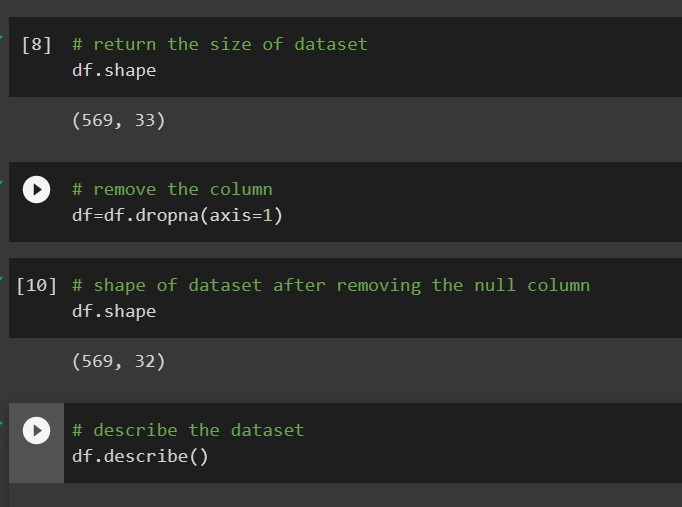 [8] # return the size of dataset
df.shape
(569, 33)
# remove the column
df=df.dropna(axis=1)
[10] # shape of dataset after removing the null column
df.shape
(569, 32)
# describe the dataset
df.describe()